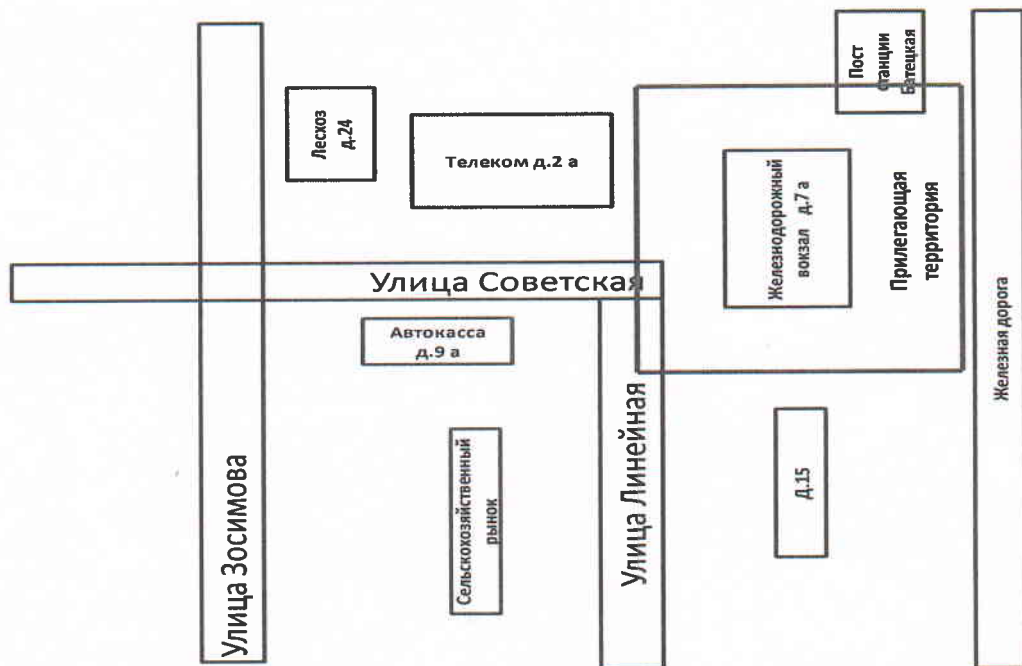 Лесхоз
д.24
Телеком д.2 а
Пост
станции
Батецкая
Железнодорожный
вокзал д.7 а
Прилегающая
территория
Улица Советская
Автокасса
д.9 а
Улица Зосимова
Сельскохозяйственный
рынок
Улица Линейная
Д.15
Железная дорога